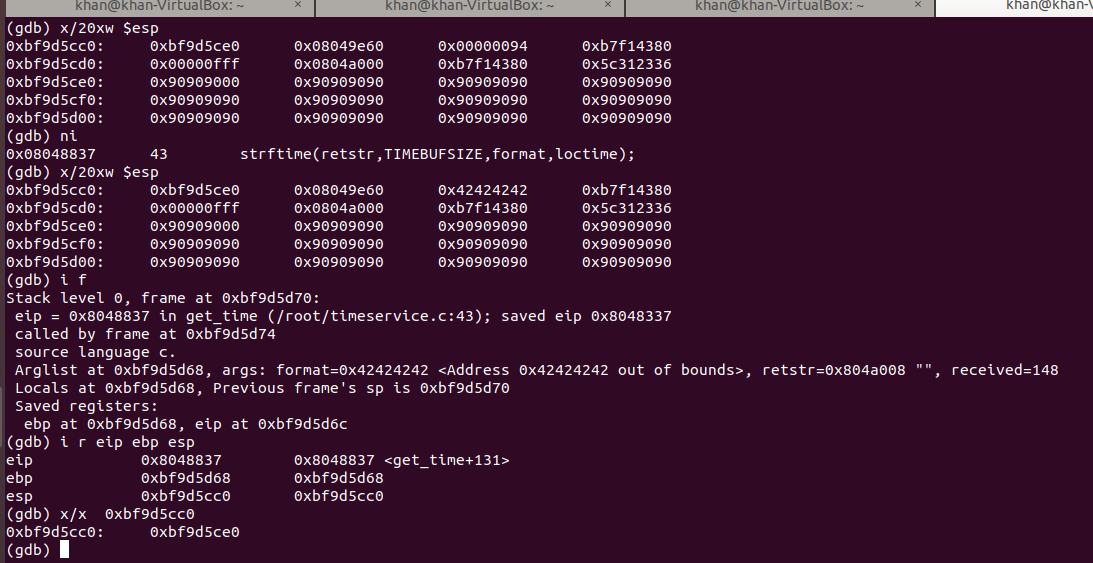 khan@khan-VirtualBox: ~ × khan@khan-VirtualBox: ~ × khan@khan-VirtualBox: ~ × khan@khan-V
(gdb) x/20xw $esp
0xbf9d5cc0: 0xbf9d5ce0 0x08049e60 0x00000094 0xb7f14380
0xbf9d5cd0: 0x00000fff 0x0804a000 0xb7f14380 0x5c312336
0xbf9d5ce0: 0x90909000 0x90909090 0x90909090 0x90909090
0xbf9d5cf0: 0x90909090 0x90909090 0x90909090 0x90909090
0xbf9d5d00: 0x90909090 0x90909090 0x90909090 0x90909090
(gdb) ni
0x08048837 43 strftime(retstr,TIMEBUFSIZE,format,loctime);
(gdb) x/20xw $esp
0xbf9d5cc0: 0xbf9d5ce0 0x08049e60 0x42424242 0xb7f14380
0xbf9d5cd0: 0x00000fff 0x0804a000 0xb7f14380 0x5c312336
0xbf9d5ce0: 0x90909000 0x90909090 0x90909090 0x90909090
0xbf9d5cf0: 0x90909090 0x90909090 0x90909090 0x90909090
0xbf9d5d00: 0x90909090 0x90909090 0x90909090 0x90909090
(gdb) i f
Stack level 0, frame at 0xbf9d5d70:
eip = 0x8048837 in get_time (/root/timeservice.c:43); saved eip 0x8048337
called by frame at 0xbf9d5d74
source language c.
Arglist at 0xbf9d5d68, args: format=0x42424242 <Address 0x42424242 out of bounds>, retstr=0x804a008 "", received=148
Locals at 0xbf9d5d68, Previous frame's sp is 0xbf9d5d70
Saved registers:
ebp at 0xbf9d5d68, eip at 0xbf9d5d6c
(gdb) i r eip ebp esp
eip 0x8048837 0x8048837 <get_time+131>
ebp 0xbf9d5d68 0xbf9d5d68
esp 0xbf9d5cc0 0xbf9d5cc0
(gdb) x/x 0xbf9d5cc0
0xbf9d5cc0: 0xbf9d5ce0
(gdb)